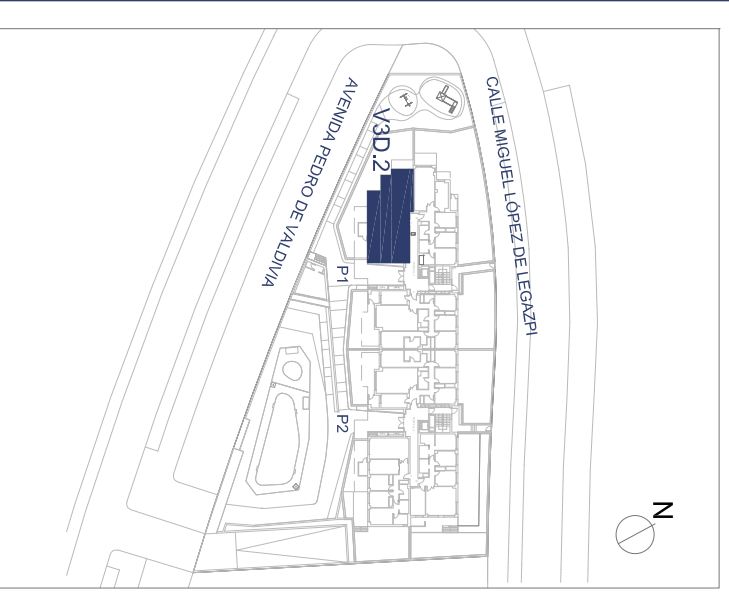 CALLE MIGUEL LÓPEZ DE LEGAZPI
AVENIDA PEDRO DE VALDIVIA
V3D.2
P1
P2
N